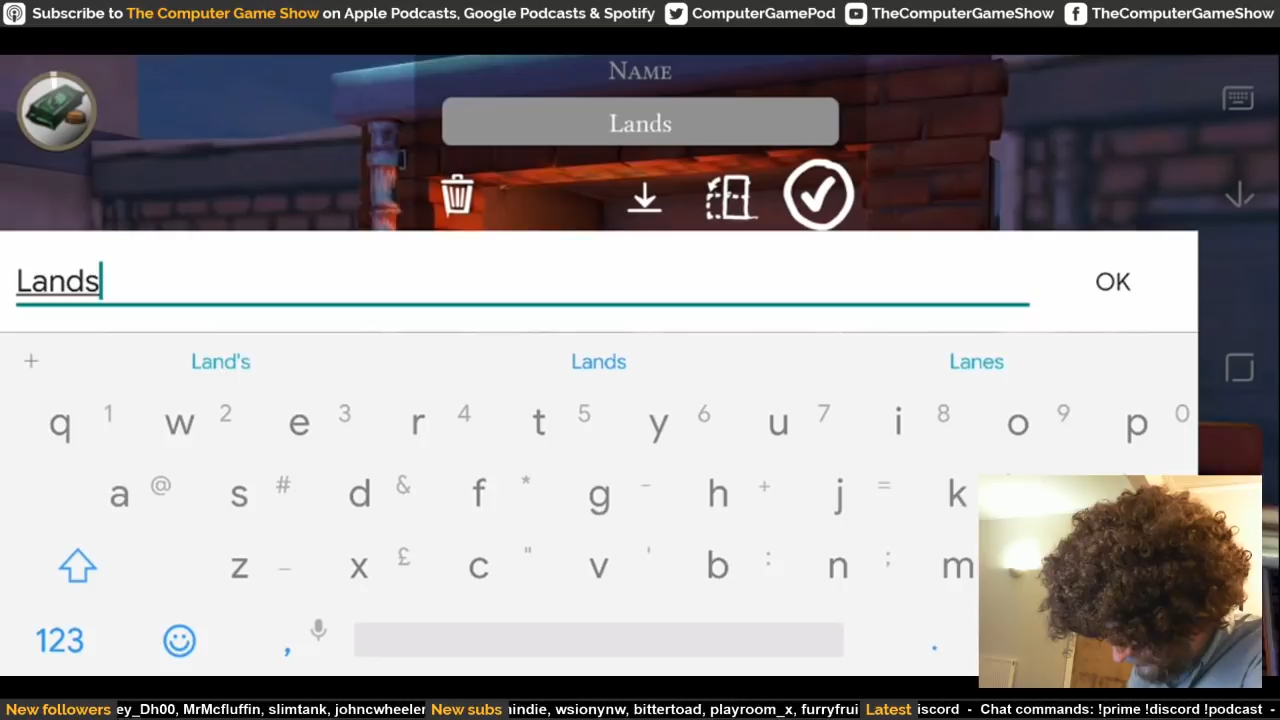 Subscribe to The Computer Game Show on Apple Podcasts, Google Podcasts & Spotify ComputerGamePod TheComputerGameShow TheComputerGameShow
NAME
Lands
Lands
OK
+ Land's Lands Lanes
q 1 w 2 e 3 r 4 t 5 y 6 u 7 i 8 o 9 p 0
a @ s # d & f * g - h + j = k
z _ x £ c " v ' b : n ; m
123 , .
New followers ey_Dh00, MrMcfluffin, slimtank, johncwheeler New subs hindie, wsionynw, bittertoad, playroom_x, furryfrui Latest iscord - Chat commands: !prime !discord !podcast -